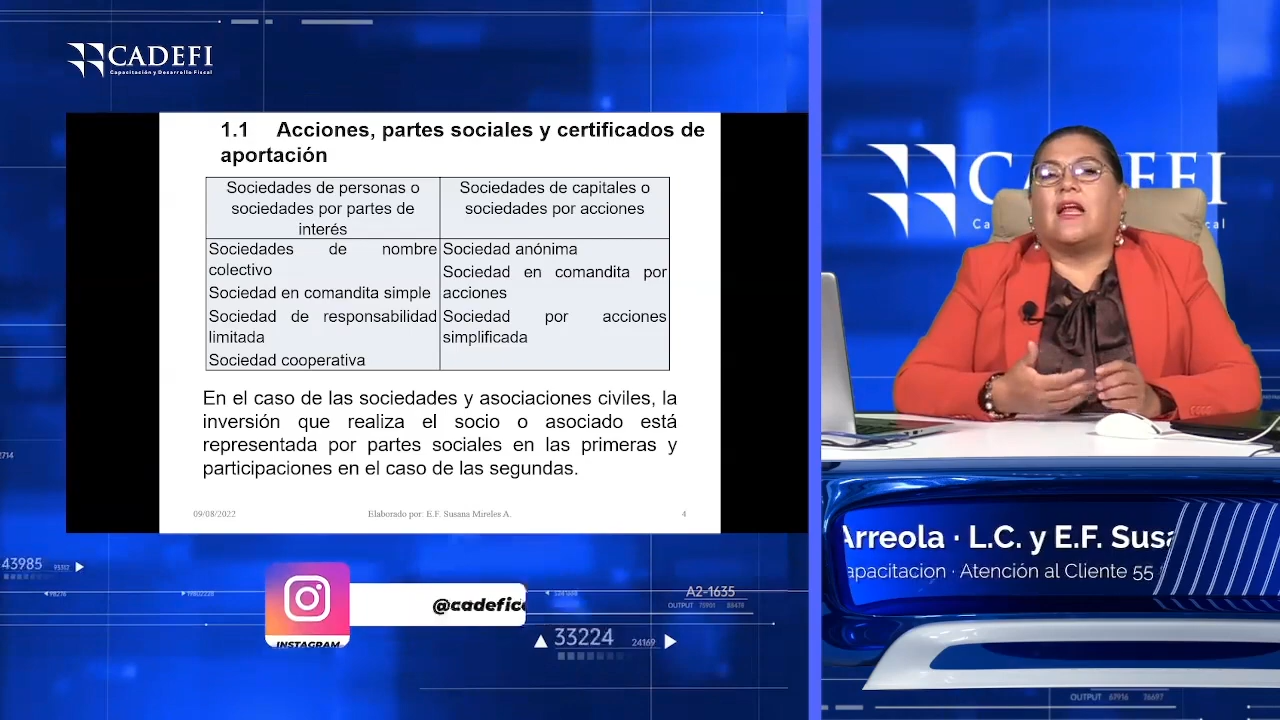 CADEFI
Capacitación y Desarrollo Fiscal
1.1 Acciones, partes sociales y certificados de
aportación
Sociedades de personas o
sociedades por partes de
interés
Sociedades de capitales o
sociedades por acciones
Sociedades de nombre
colectivo
Sociedad en comandita simple
Sociedad de responsabilidad
limitada
Sociedad cooperativa
Sociedad anónima
Sociedad en comandita por
acciones
Sociedad por acciones
simplificada
En el caso de las sociedades y asociaciones civiles, la
inversión que realiza el socio o asociado está
representada por partes sociales en las primeras y
participaciones en el caso de las segundas.
09/08/2022
Elaborado por: E.F. Susana Mireles A.
4
Arreola · L.C. y E.F. Susa
apacitacion · Atención al Cliente 55
INSTAGRAM
@cadefic
43985
A2-1635
OUTPUT
33224
24169
OUTPUT